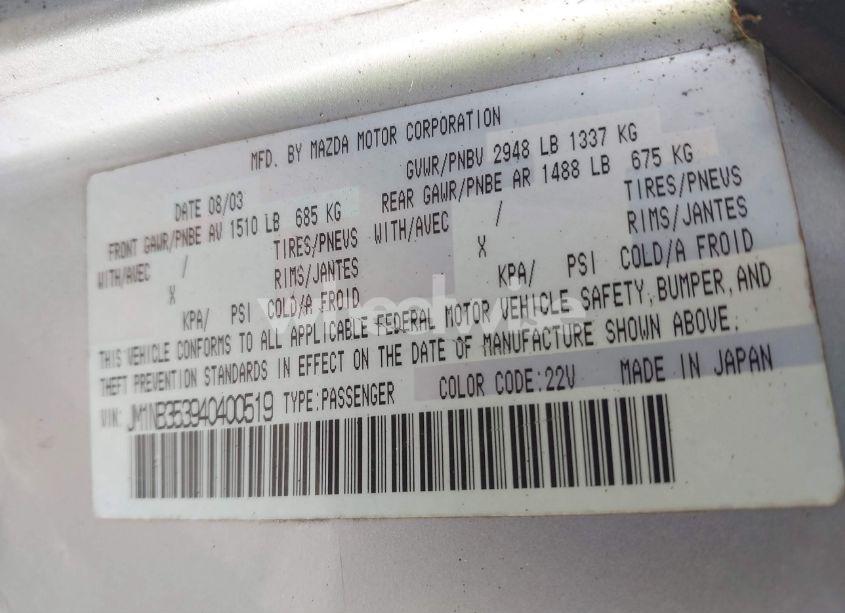 MFD. BY MAZDA MOTOR CORPORATION
DATE 08/03
GVWR/PNBV 2948 LB 1337 KG
FRONT GAWR/PNBE AV 1510 LB 685 KG
REAR GAWR/PNBE AR 1488 LB 675 KG
WITH/AVEC / TIRES/PNEUS
WITH/AVEC / TIRES/PNEUS
X RIMS/JANTES
X RIMS/JANTES
KPA/ PSI COLD/A FROID
KPA/ PSI COLD/A FROID
THIS VEHICLE CONFORMS TO ALL APPLICABLE FEDERAL MOTOR VEHICLE SAFETY, BUMPER, AND
THEFT PREVENTION STANDARDS IN EFFECT ON THE DATE OF MANUFACTURE SHOWN ABOVE.
VIN: JM1NB353940400519 TYPE:PASSENGER COLOR CODE:22V MADE IN JAPAN
wheelwise